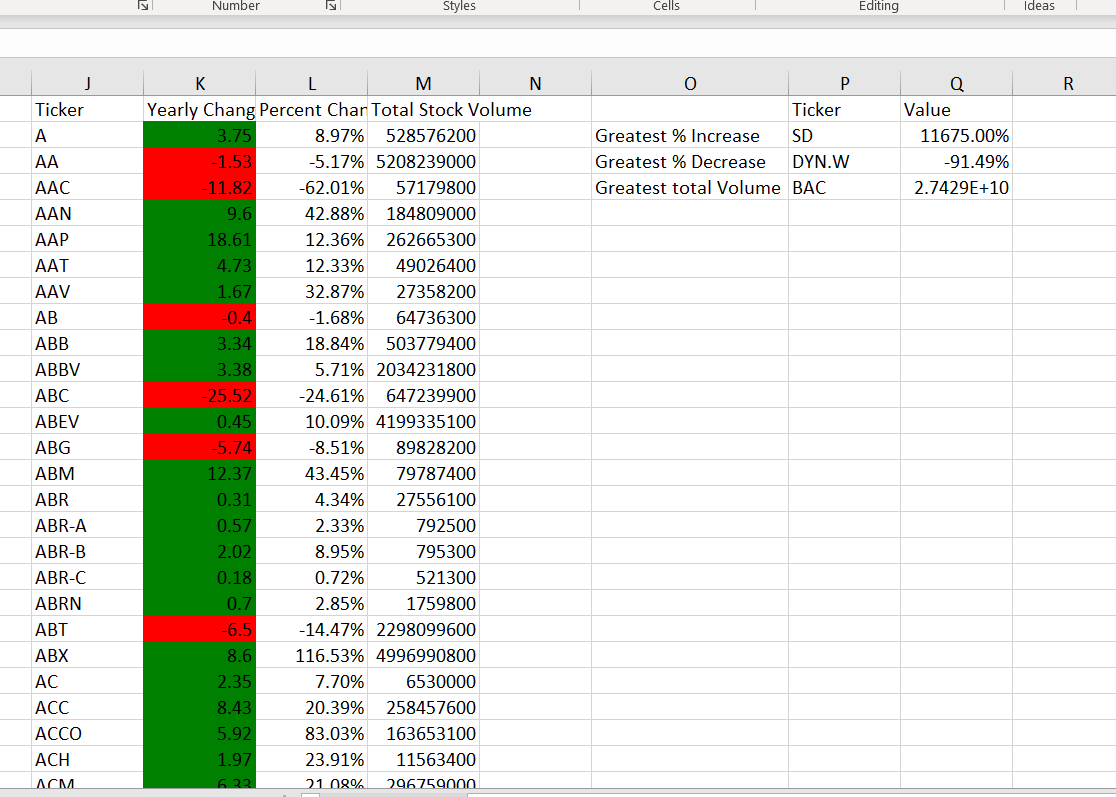 Number Styles Cells Editing Ideas
J K L M N O P Q R
Ticker Yearly Chang Percent Chan Total Stock Volume Ticker Value
A 3.75 8.97% 528576200 Greatest % Increase SD 11675.00%
AA -1.53 -5.17% 5208239000 Greatest % Decrease DYN.W -91.49%
AAC -11.82 -62.01% 57179800 Greatest total Volume BAC 2.7429E+10
AAN 9.6 42.88% 184809000
AAP 18.61 12.36% 262665300
AAT 4.73 12.33% 49026400
AAV 1.67 32.87% 27358200
AB -0.4 -1.68% 64736300
ABB 3.34 18.84% 503779400
ABBV 3.38 5.71% 2034231800
ABC -25.52 -24.61% 647239900
ABEV 0.45 10.09% 4199335100
ABG -5.74 -8.51% 89828200
ABM 12.37 43.45% 79787400
ABR 0.31 4.34% 27556100
ABR-A 0.57 2.33% 792500
ABR-B 2.02 8.95% 795300
ABR-C 0.18 0.72% 521300
ABRN 0.7 2.85% 1759800
ABT -6.5 -14.47% 2298099600
ABX 8.6 116.53% 4996990800
AC 2.35 7.70% 6530000
ACC 8.43 20.39% 258457600
ACCO 5.92 83.03% 163653100
ACH 1.97 23.91% 11563400
ACM 6.33 21.08% 296759000